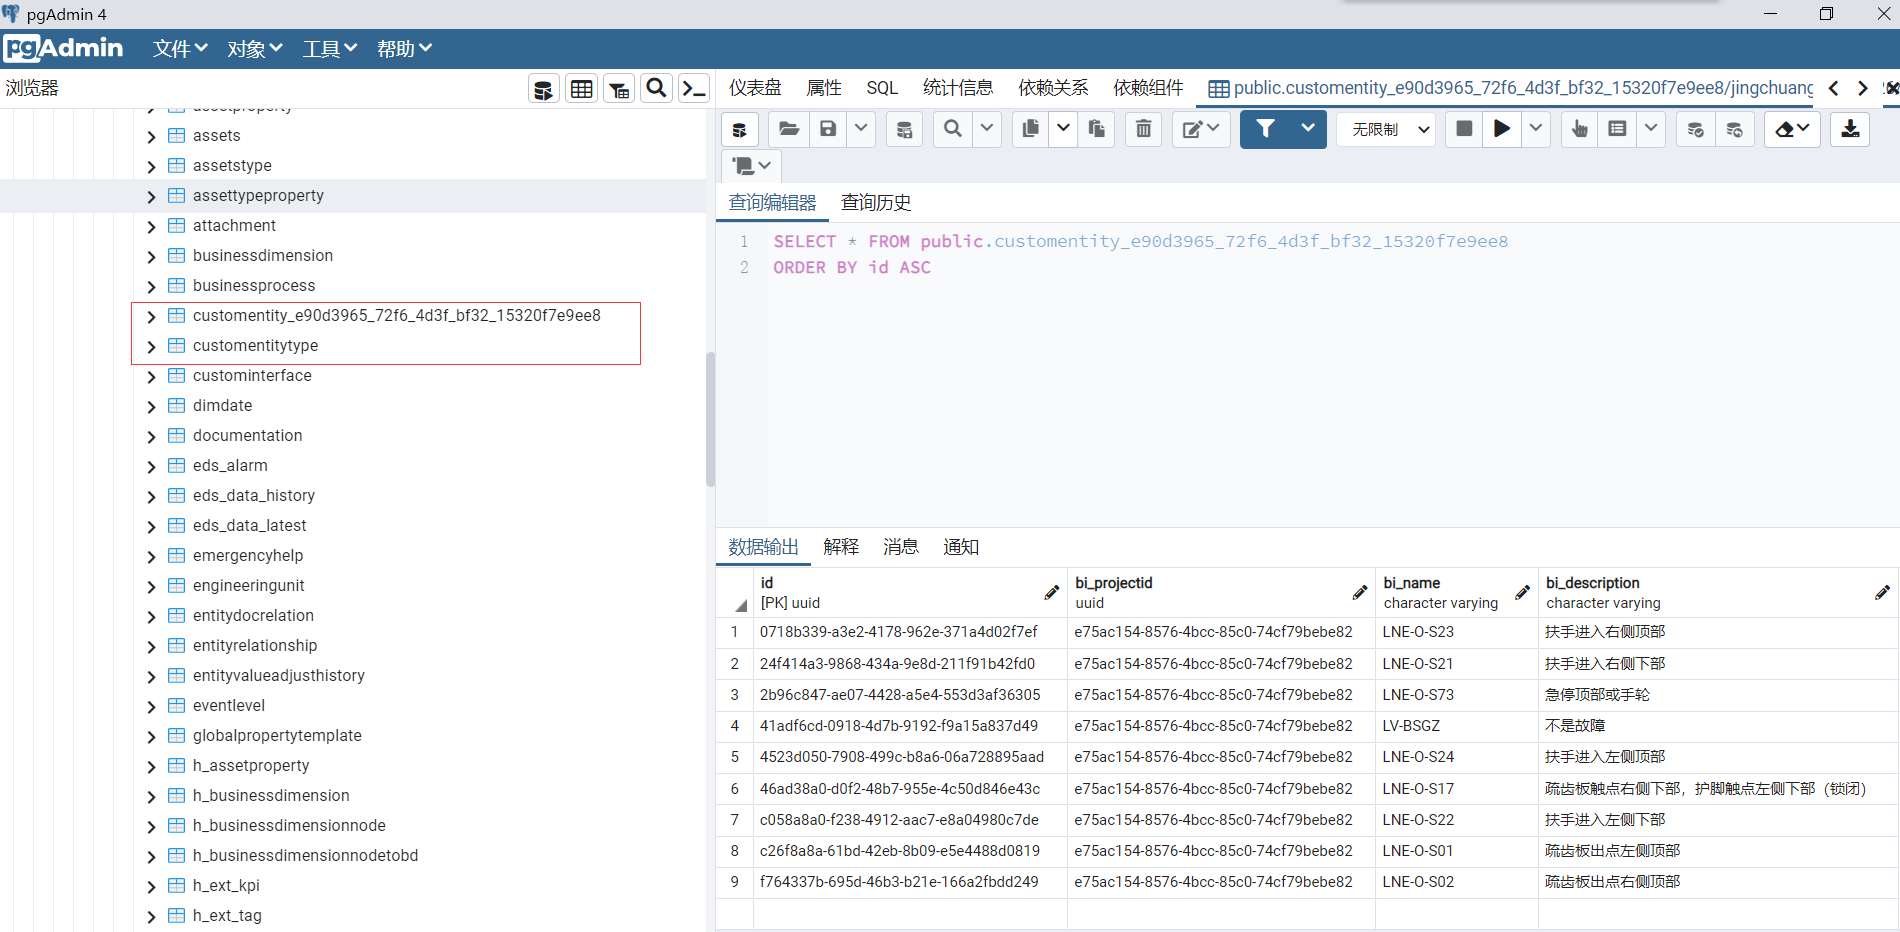 pgAdmin 4
pgAdmin 文件 对象 工具 帮助
浏览器
assetproperty
assets
assetstype
assettypeproperty
attachment
businessdimension
businessprocess
customentity_e90d3965_72f6_4d3f_bf32_15320f7e9ee8
customentitytype
custominterface
dimdate
documentation
eds_alarm
eds_data_history
eds_data_latest
emergencyhelp
engineeringunit
entitydocrelation
entityrelationship
entityvalueadjusthistory
eventlevel
globalpropertytemplate
h_assetproperty
h_businessdimension
h_businessdimensionnode
h_businessdimensionnodetobd
h_ext_kpi
h_ext_tag
仪表盘 属性 SQL 统计信息 依赖关系 依赖组件 public.customentity_e90d3965_72f6_4d3f_bf32_15320f7e9ee8/jingchuang
无限制
查询编辑器 查询历史
1 SELECT * FROM public.customentity_e90d3965_72f6_4d3f_bf32_15320f7e9ee8
2 ORDER BY id ASC
数据输出 解释 消息 通知
id bi_projectid bi_name bi_description
[PK] uuid uuid character varying character varying
1 0718b339-a3e2-4178-962e-371a4d02f7ef e75ac154-8576-4bcc-85c0-74cf79bebe82 LNE-O-S23 扶手进入右侧顶部
2 24f414a3-9868-434a-9e8d-211f91b42fd0 e75ac154-8576-4bcc-85c0-74cf79bebe82 LNE-O-S21 扶手进入右侧下部
3 2b96c847-ae07-4428-a5e4-553d3af36305 e75ac154-8576-4bcc-85c0-74cf79bebe82 LNE-O-S73 急停顶部或手轮
4 41adf6cd-0918-4d7b-9192-f9a15a837d49 e75ac154-8576-4bcc-85c0-74cf79bebe82 LV-BSGZ 不是故障
5 4523d050-7908-499c-b8a6-06a728895aad e75ac154-8576-4bcc-85c0-74cf79bebe82 LNE-O-S24 扶手进入左侧顶部
6 46ad38a0-d0f2-48b7-955e-4c50d846e43c e75ac154-8576-4bcc-85c0-74cf79bebe82 LNE-O-S17 疏齿板触点右侧下部，护脚触点左侧下部（锁闭）
7 c058a8a0-f238-4912-aac7-e8a04980c7de e75ac154-8576-4bcc-85c0-74cf79bebe82 LNE-O-S22 扶手进入左侧下部
8 c26f8a8a-61bd-42eb-8b09-e5e4488d0819 e75ac154-8576-4bcc-85c0-74cf79bebe82 LNE-O-S01 疏齿板出点左侧顶部
9 f764337b-695d-46b3-b21e-166a2fbdd249 e75ac154-8576-4bcc-85c0-74cf79bebe82 LNE-O-S02 疏齿板出点右侧顶部